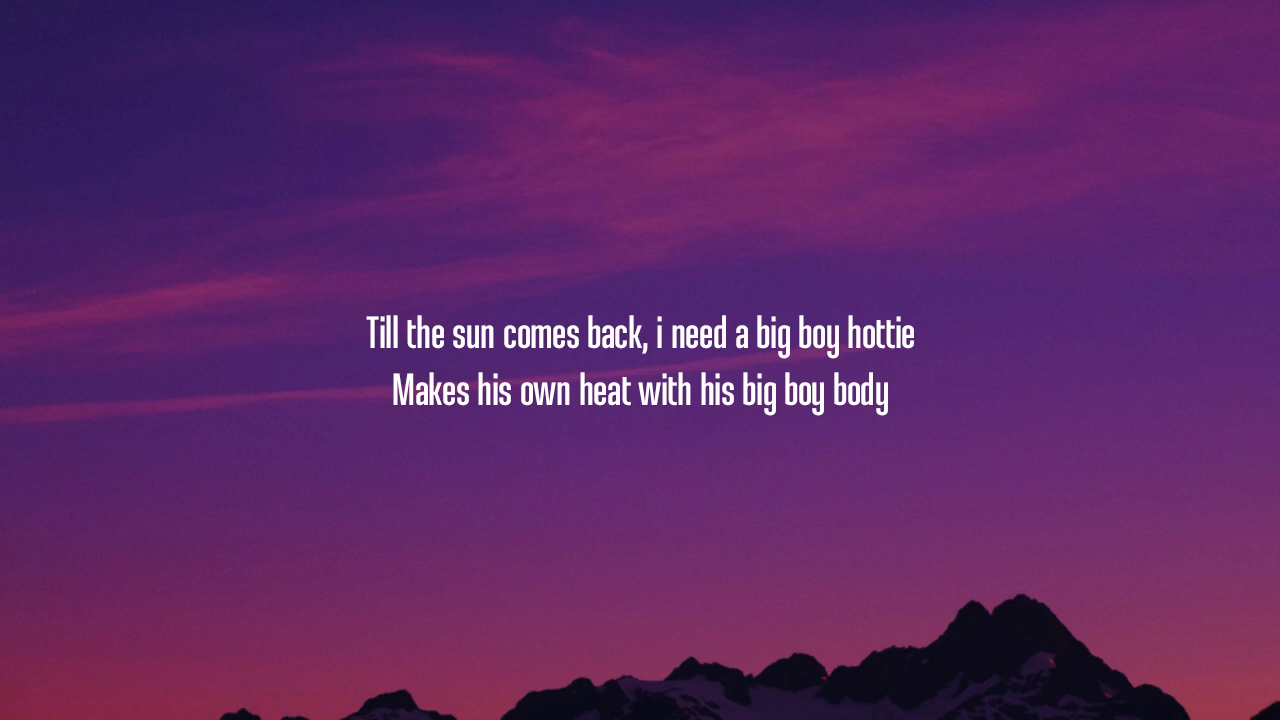 Till the sun comes back, i need a big boy hottie
Makes his own heat with his big boy body